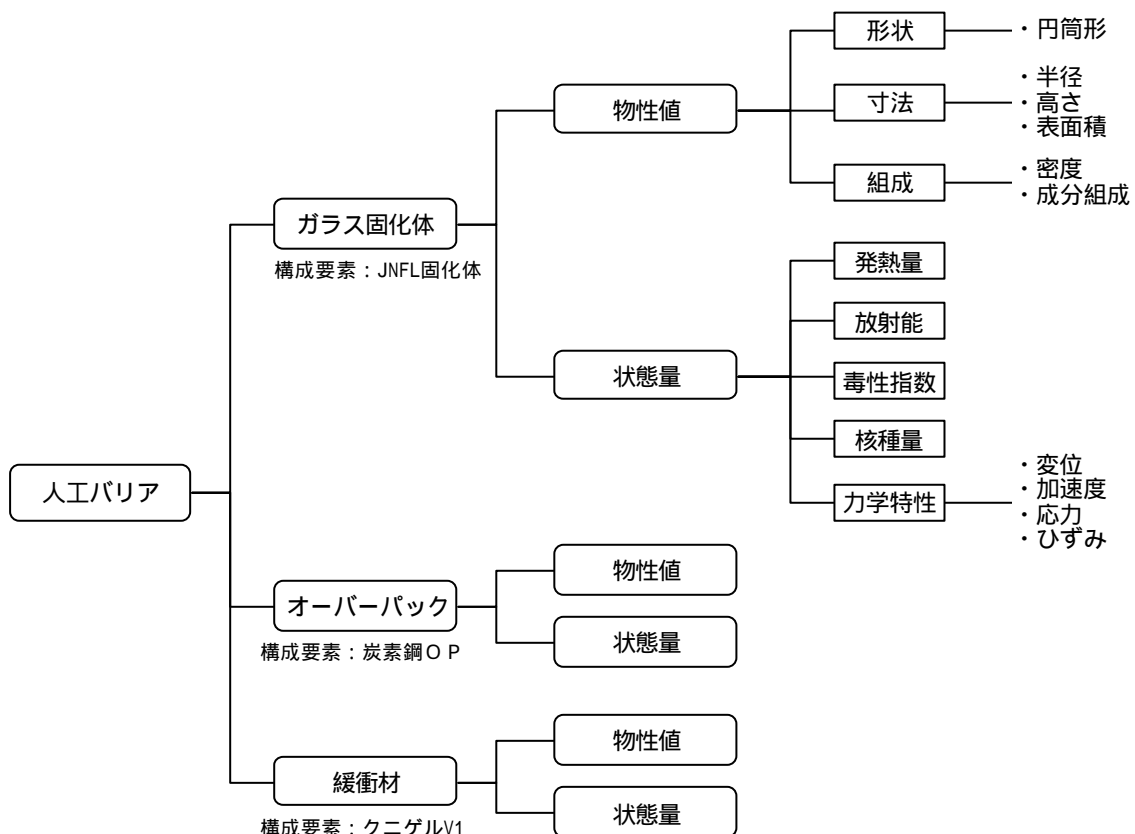 形状
・円筒形
寸法
・半径
・高さ
・表面積
物性値
組成
・密度
・成分組成
ガラス固化体
構成要素：JNFL固化体
発熱量
放射能
状態量
毒性指数
核種量
力学特性
・変位
・加速度
・応力
・ひずみ
人工バリア
オーバーパック
構成要素：炭素鋼ＯＰ
物性値
状態量
緩衝材
構成要素：クニゲルV1
物性値
状態量